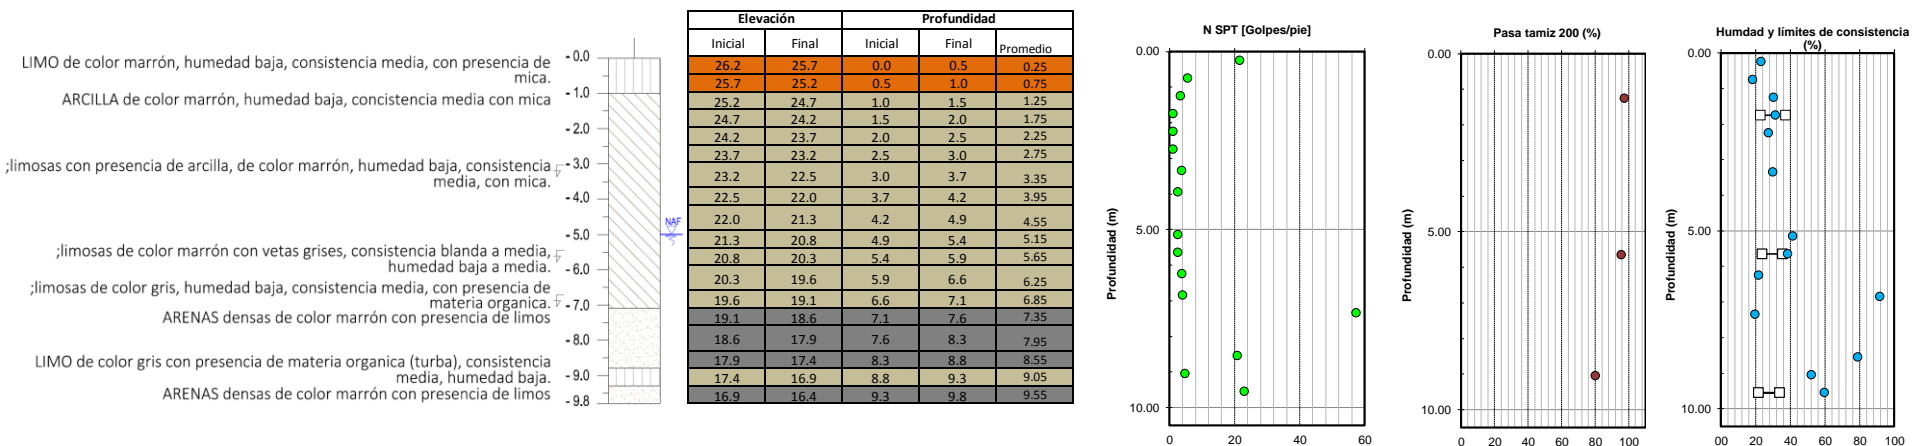 LIMO de color marrón, humedad baja, consistencia media, con presencia de
mica.
ARCILLA de color marrón, humedad baja, concistencia media con mica
;limosas con presencia de arcilla, de color marrón, humedad baja, consistencia
media, con mica.
;limosas de color marrón con vetas grises, consistencia blanda a media,
humedad baja a media.
;limosas de color gris, humedad baja, consistencia media, con presencia de
materia organica.
ARENAS densas de color marrón con presencia de limos
LIMO de color gris con presencia de materia organica (turba), consistencia
media, humedad baja.
ARENAS densas de color marrón con presencia de limos
-0.0
-1.0
-2.0
-3.0
-4.0
-5.0
-6.0
-7.0
-8.0
-9.0
-9.8
NAF
Elevación Profundidad
Inicial Final Inicial Final Promedio
26.2 25.7 0.0 0.5 0.25
25.7 25.2 0.5 1.0 0.75
25.2 24.7 1.0 1.5 1.25
24.7 24.2 1.5 2.0 1.75
24.2 23.7 2.0 2.5 2.25
23.7 23.2 2.5 3.0 2.75
23.2 22.5 3.0 3.7 3.35
22.5 22.0 3.7 4.2 3.95
22.0 21.3 4.2 4.9 4.55
21.3 20.8 4.9 5.4 5.15
20.8 20.3 5.4 5.9 5.65
20.3 19.6 5.9 6.6 6.25
19.6 19.1 6.6 7.1 6.85
19.1 18.6 7.1 7.6 7.35
18.6 17.9 7.6 8.3 7.95
17.9 17.4 8.3 8.8 8.55
17.4 16.9 8.8 9.3 9.05
16.9 16.4 9.3 9.8 9.55
N SPT [Golpes/pie]
0.00
5.00
10.00
Profundidad (m)
0 20 40 60
Pasa tamiz 200 (%)
0.00
5.00
10.00
Profundidad (m)
0 20 40 60 80 100
Humdad y límites de consistencia
(%)
0.00
5.00
10.00
Profundidad (m)
00 20 40 60 80 100